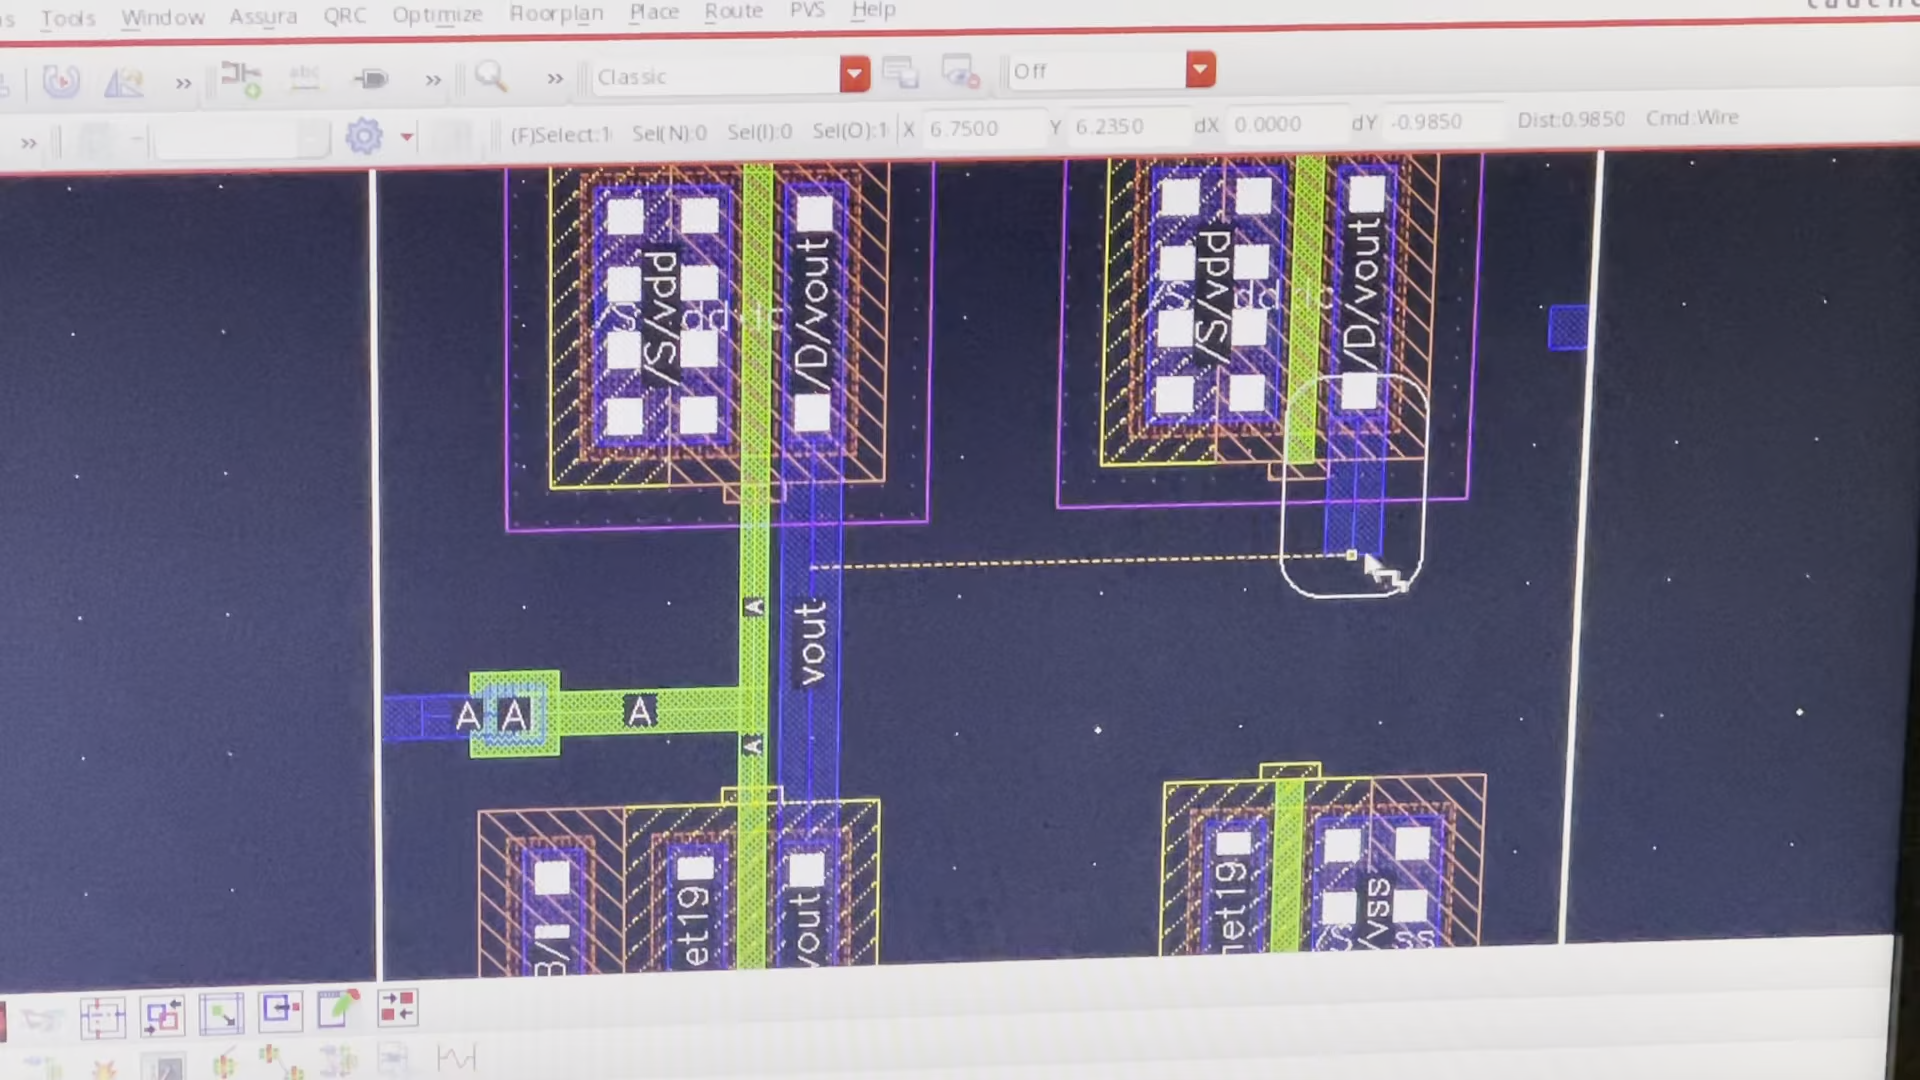 Tools Window Assura QRC Optimize Floorplan Place Route PVS Help
abc Classic Off
(F)Select:1 Sel(N):0 Sel(I):0 Sel(O):1 X 6.7500 Y 6.2350 dX 0.0000 dY -0.9850 Dist:0.9850 Cmd:Wire
/S/vdd
/D/vout
/S/vdd
/D/vout
A
vout
A A A
A
net19
vout
net19
/vss